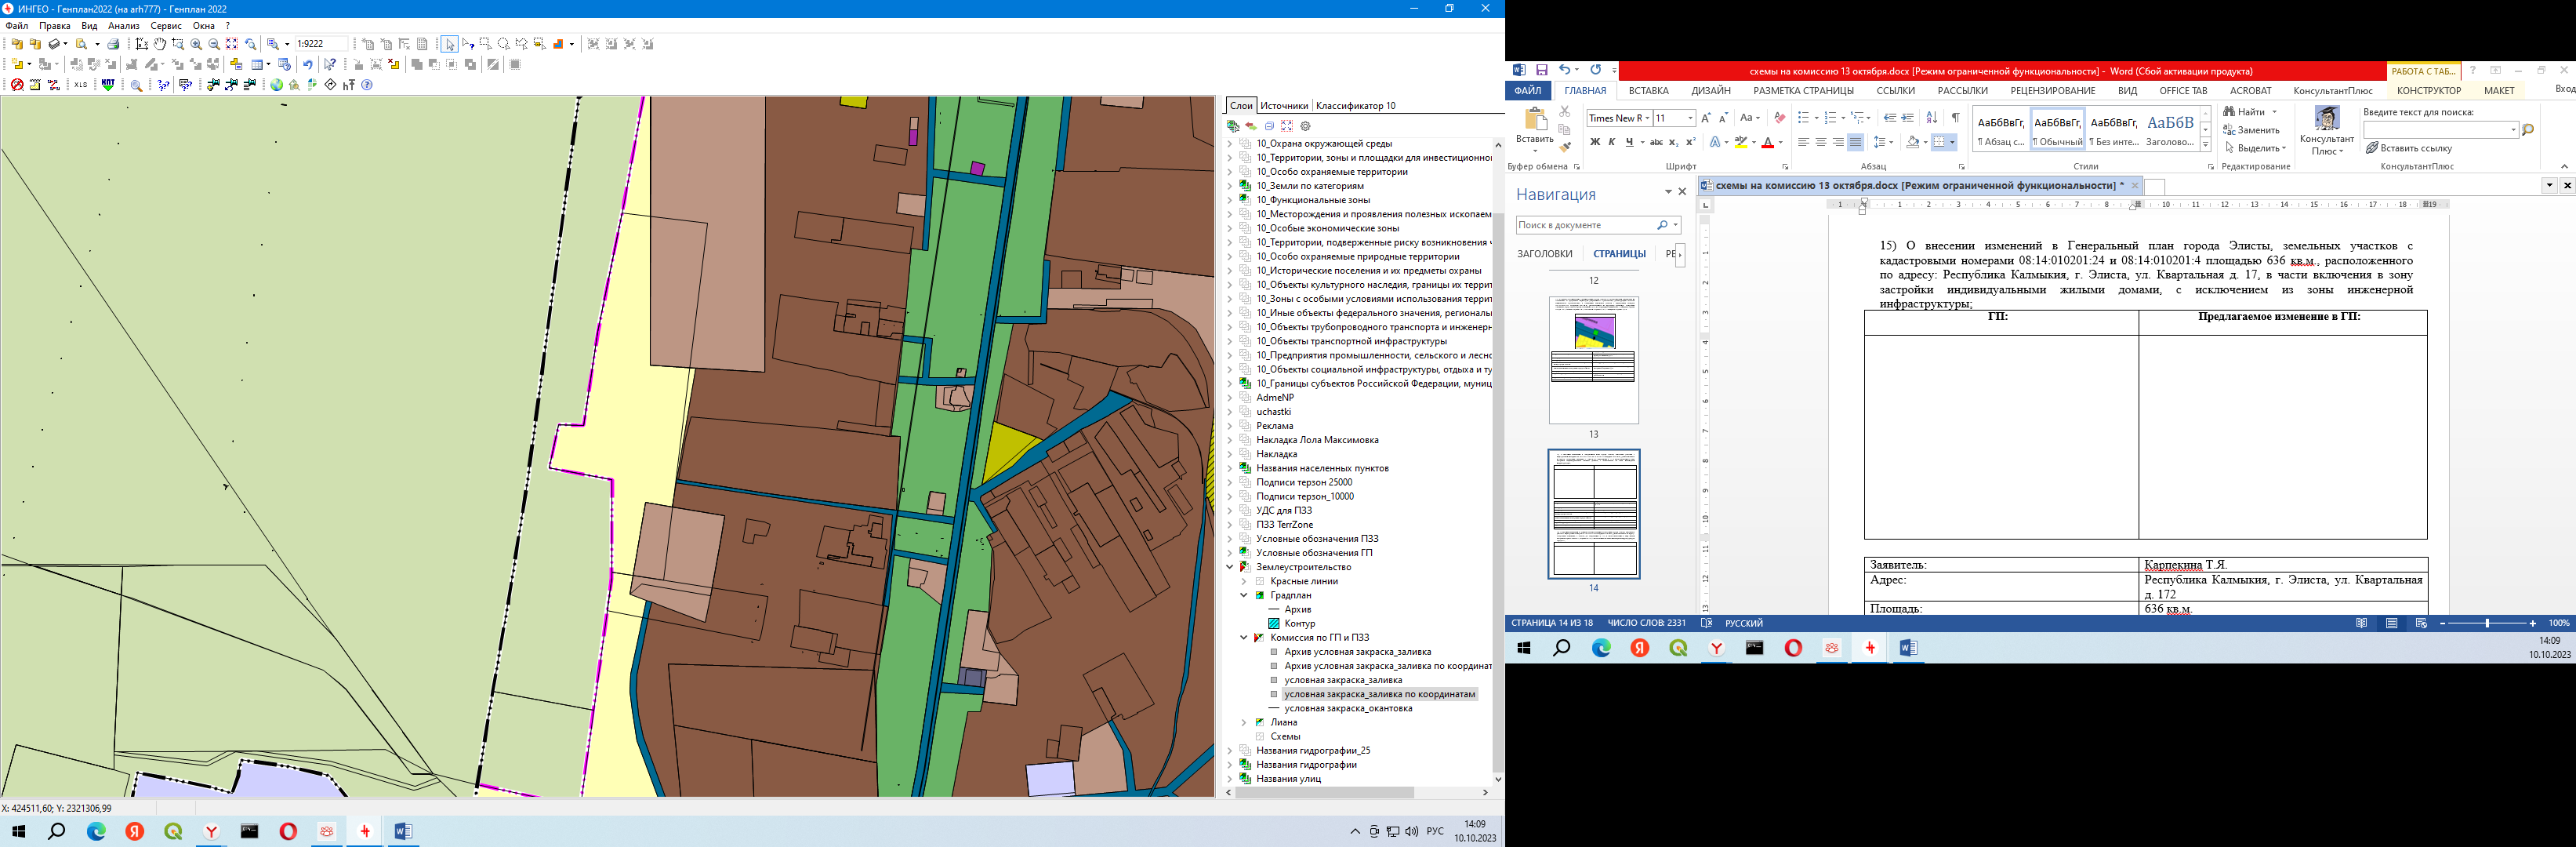 ИНГЕО - Генплан2022 (на arh777) - Генплан 2022
Файл Правка Вид Анализ Сервис Окна ?
1:9222
XLS КПТ
Слои Источники Классификатор 10
10_Охрана окружающей среды
10_Территории, зоны и площадки для инвестиционно
10_Особо охраняемые территории
10_Земли по категориям
10_Функциональные зоны
10_Месторождения и проявления полезных ископаем
10_Особые экономические зоны
10_Территории, подверженные риску возникновения ч
10_Особо охраняемые природные территории
10_Исторические поселения и их предметы охраны
10_Объекты культурного наследия, границы их террит
10_Зоны с особыми условиями использования террит
10_Иные объекты федерального значения, региональ
10_Объекты трубопроводного транспорта и инженерн
10_Объекты транспортной инфраструктуры
10_Предприятия промышленности, сельского и лесно
10_Объекты социальной инфраструктуры, отдыха и ту
10_Границы субъектов Российской Федерации, муниц
AdmeNP
uchastki
Реклама
Накладка Лола Максимовка
Накладка
Названия населенных пунктов
Подписи терзон 25000
Подписи терзон_10000
УДС для ПЗЗ
ПЗЗ TerrZone
Условные обозначения ПЗЗ
Условные обозначения ГП
Землеустройство
Красные линии
Градплан
Архив
Контур
Комиссия по ГП и ПЗЗ
Архив условная закраска_заливка
Архив условная закраска_заливка по координат
условная закраска_заливка
условная закраска_заливка по координатам
условная закраска_окантовка
Лиана
Схемы
Названия гидрографии_25
Названия гидрографии
Названия улиц
X: 424511,60; Y: 2321306,99
РУС
14:09
10.10.2023
схемы на комиссию 13 октября.docx [Режим ограниченной функциональности] - Word (Сбой активации продукта)
РАБОТА С ТАБ...
ФАЙЛ ГЛАВНАЯ ВСТАВКА ДИЗАЙН РАЗМЕТКА СТРАНИЦЫ ССЫЛКИ РАССЫЛКИ РЕЦЕНЗИРОВАНИЕ ВИД OFFICE TAB ACROBAT КонсультантПлюс КОНСТРУКТОР МАКЕТ Вход
Вставить
Буфер обмена
Times New R 11
Ж К Ч abc x₂ x²
Шрифт
Абзац
АаБбВвГг, АаБбВвГг, АаБбВвГг, АаБбВ
¶ Абзац с... ¶ Обычный ¶ Без инте... Заголово...
Стили
Найти
Заменить
Выделить
Редактирование
Консультант
Плюс
Введите текст для поиска:
Вставить ссылку
КонсультантПлюс
Навигация
Поиск в документе
ЗАГОЛОВКИ СТРАНИЦЫ РЕ
12
13
14
схемы на комиссию 13 октября.docx [Режим ограниченной функциональности] *
15) О внесении изменений в Генеральный план города Элисты, земельных участков с
кадастровыми номерами 08:14:010201:24 и 08:14:010201:4 площадью 636 кв.м., расположенного
по адресу: Республика Калмыкия, г. Элиста, ул. Квартальная д. 17, в части включения в зону
застройки индивидуальными жилыми домами, с исключением из зоны инженерной
инфраструктуры;
ГП: Предлагаемое изменение в ГП:
Заявитель: Карпекина Т.Я.
Адрес: Республика Калмыкия, г. Элиста, ул. Квартальная
д. 172
Площадь: 636 кв.м.
СТРАНИЦА 14 ИЗ 18 ЧИСЛО СЛОВ: 2331 РУССКИЙ
100%
14:09
10.10.2023